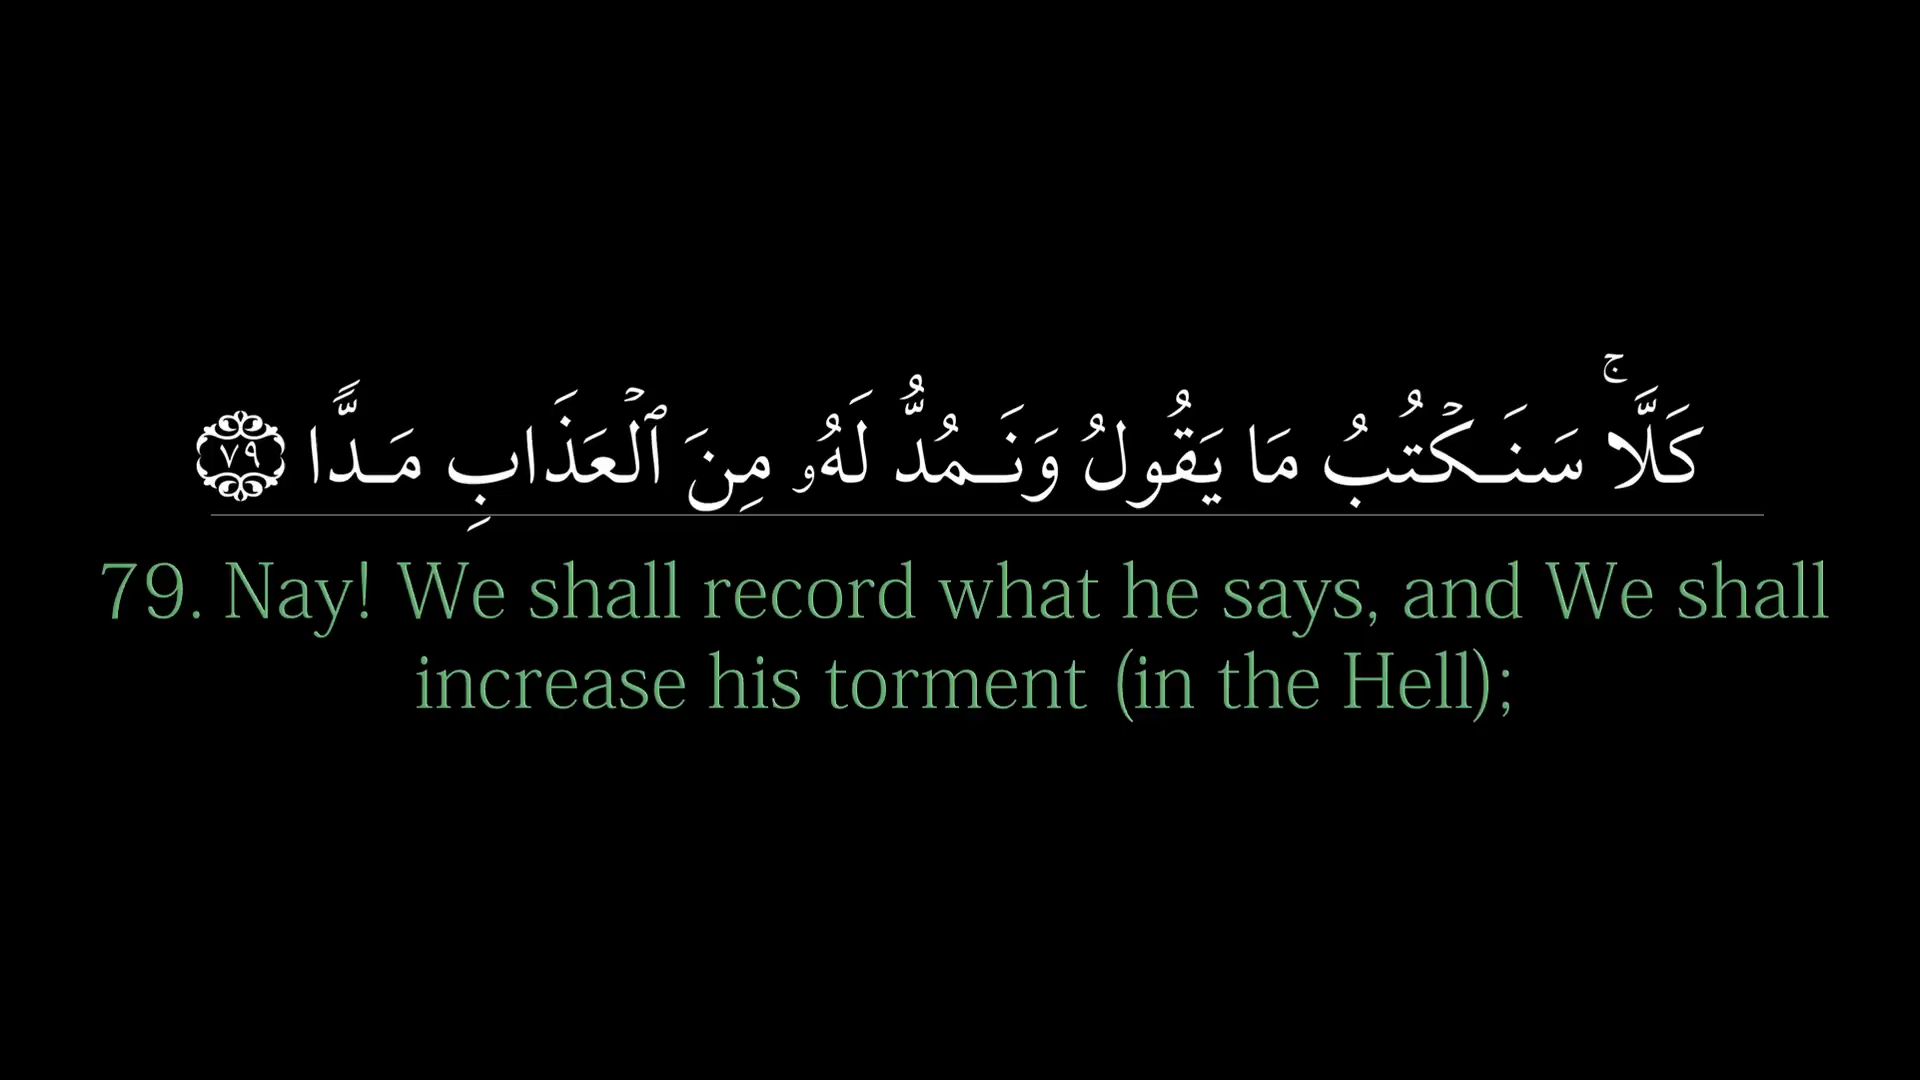 كَلَّاۚ سَنَكۡتُبُ مَا يَقُولُ وَنَمُدُّ لَهُۥ مِنَ ٱلۡعَذَابِ مَدًّا ٧٩
79. Nay! We shall record what he says, and We shall
increase his torment (in the Hell);